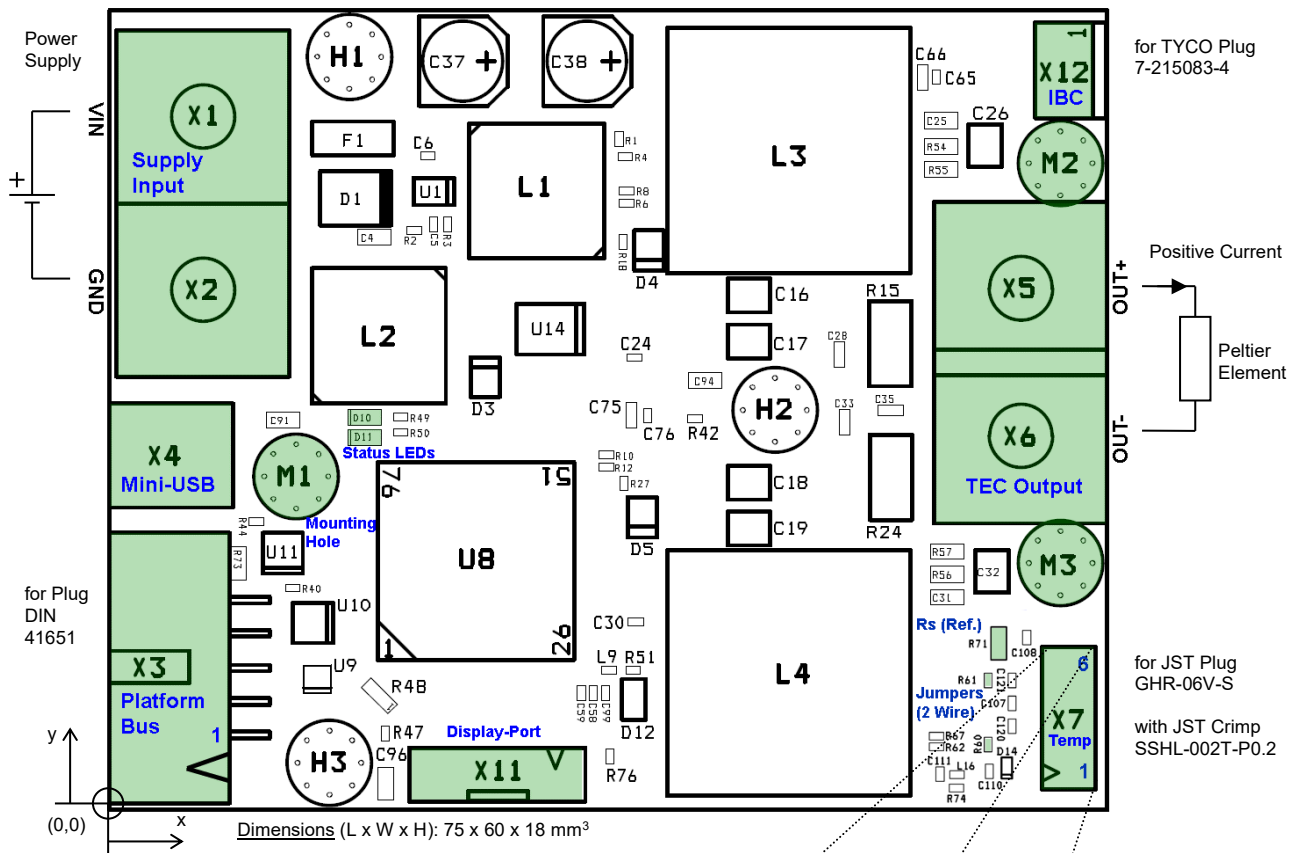 Power
Supply
VIN
+
GND
X1
Supply
Input
X2
H1
C37
+
C38
+
F1
C6
D1
U1
C4
R2
C5
R3
L1
R1
R4
R8
R6
R18
D4
L3
C66
C65
C25
R54
R55
C26
1
X12
IBC
M2
for TYCO Plug
7-215083-4
L2
U14
D3
C24
C16
C17
R15
C28
C94
C75
C76
R42
H2
C33
C35
X5
OUT+
Positive Current
Peltier
Element
X6
OUT-
TEC Output
X4
Mini-USB
C91
D10
D11
R49
R50
Status LEDs
M1
Mounting
Hole
R44
R73
U11
R40
U10
U9
76
51
U8
1
26
R10
R12
R27
D5
C18
C19
R24
R57
R56
C31
C32
M3
for Plug
DIN
41651
X3
Platform
Bus
1
R48
R47
C96
H3
Display-Port
X11
C30
L9
R51
C59
C58
C99
D12
R76
L4
Rs (Ref.)
R71
C108
R61
C121
Jumpers
(2 Wire)
C107
C120
R67
R62
R60
D14
C111
L16
C110
R74
6
X7
Temp
1
for JST Plug
GHR-06V-S
with JST Crimp
SSHL-002T-P0.2
y
x
(0,0)
Dimensions (L x W x H): 75 x 60 x 18 mm³